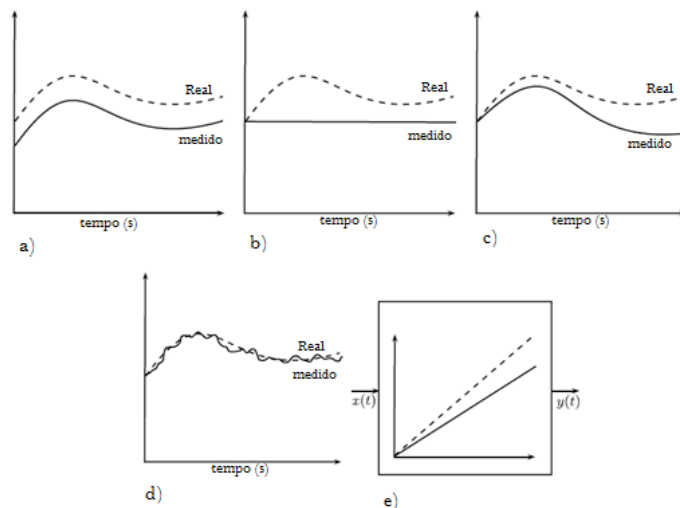 Real
medido
tempo (s)
a)
Real
medido
tempo (s)
b)
Real
medido
tempo (s)
c)
Real
medido
tempo (s)
d)
x(t)
y(t)
e)